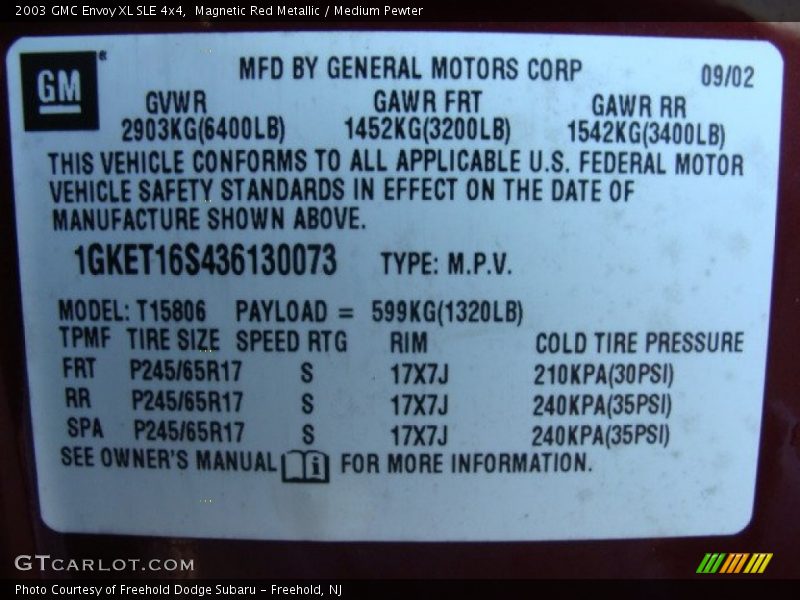 2003 GMC Envoy XL SLE 4x4,  Magnetic Red Metallic / Medium Pewter
GM®
MFD BY GENERAL MOTORS CORP 09/02
GVWR GAWR FRT GAWR RR
2903KG(6400LB) 1452KG(3200LB) 1542KG(3400LB)
THIS VEHICLE CONFORMS TO ALL APPLICABLE U.S. FEDERAL MOTOR
VEHICLE SAFETY STANDARDS IN EFFECT ON THE DATE OF
MANUFACTURE SHOWN ABOVE.
1GKET16S436130073 TYPE: M.P.V.
MODEL: T15806 PAYLOAD = 599KG(1320LB)
TPMF TIRE SIZE SPEED RTG RIM COLD TIRE PRESSURE
FRT P245/65R17 S 17X7J 210KPA(30PSI)
RR P245/65R17 S 17X7J 240KPA(35PSI)
SPA P245/65R17 S 17X7J 240KPA(35PSI)
SEE OWNER'S MANUAL i FOR MORE INFORMATION.
GTCARLOT.COM
Photo Courtesy of Freehold Dodge Subaru - Freehold, NJ